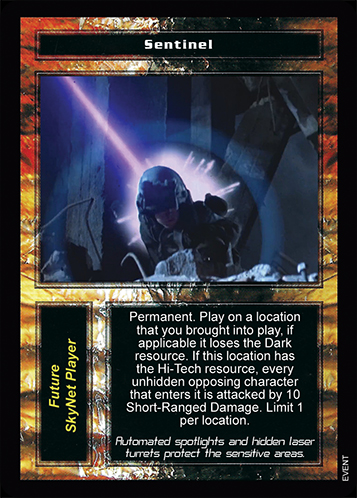 Sentinel
Future
SkyNet Player
Permanent. Play on a location
that you brought into play, if
applicable it loses the Dark
resource. If this location has
the Hi-Tech resource, every
unhidden opposing character
that enters it is attacked by 10
Short-Ranged Damage. Limit 1
per location.
Automated spotlights and hidden laser
turrets protect the sensitive areas.
EVENT